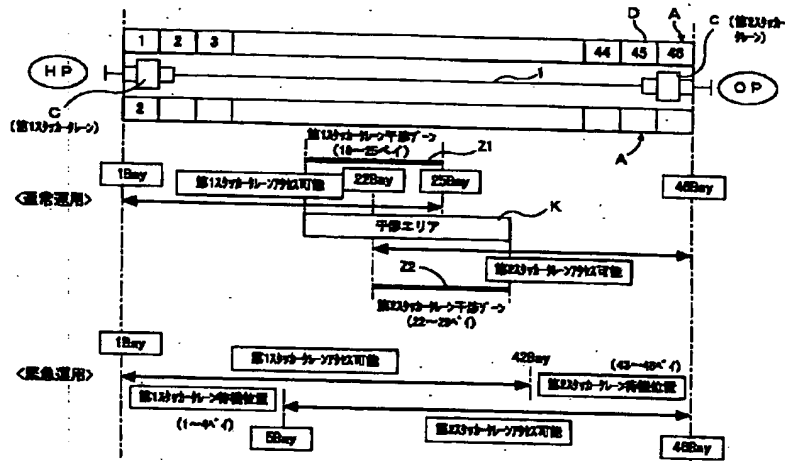 D A C (第2スタッカークレーン)
1 2 3 44 45 46
HP 1 OP
C (第1スタッカークレーン)
2 A
第1スタッカークレーン干渉ゾーン
(18～25ベイ) Z1
1Bay 22Bay 25Bay 46Bay
第1スタッカークレーンアクセス可能
<通常運用>
干渉エリア K
第2スタッカークレーンアクセス可能
Z2
第2スタッカークレーン干渉ゾーン
(22～29ベイ)
1Bay
第1スタッカークレーンアクセス可能 42Bay (43～46ベイ)
<緊急運用>
第1スタッカークレーン待機位置 第2スタッカークレーン待機位置
(1～4ベイ) 5Bay
第2スタッカークレーンアクセス可能 46Bay